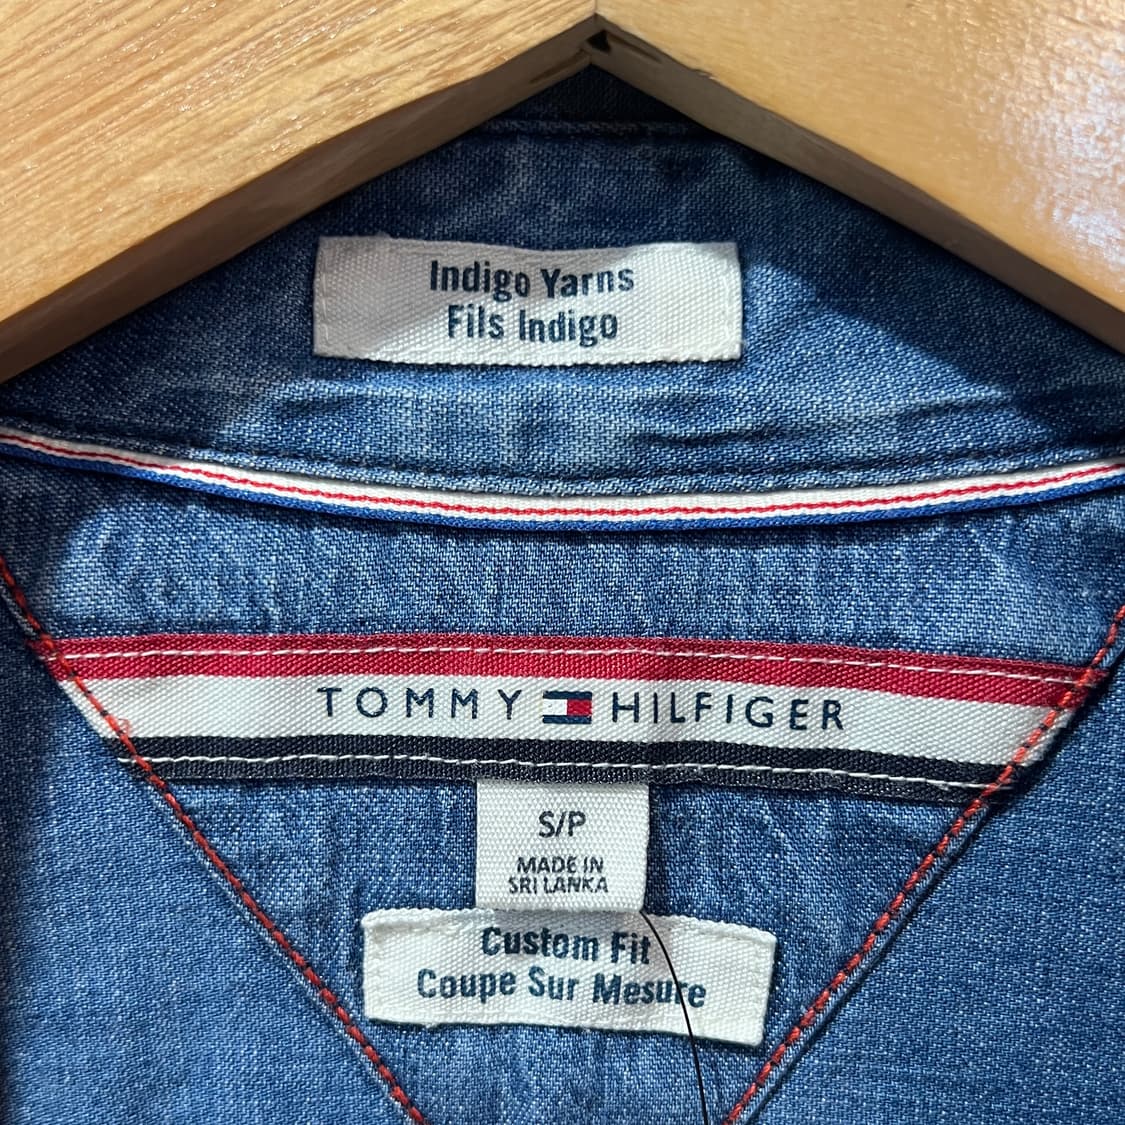 Indigo Yarns
Fils Indigo
TOMMY HILFIGER
S/P
MADE IN
SRI LANKA
Custom Fit
Coupe Sur Mesure